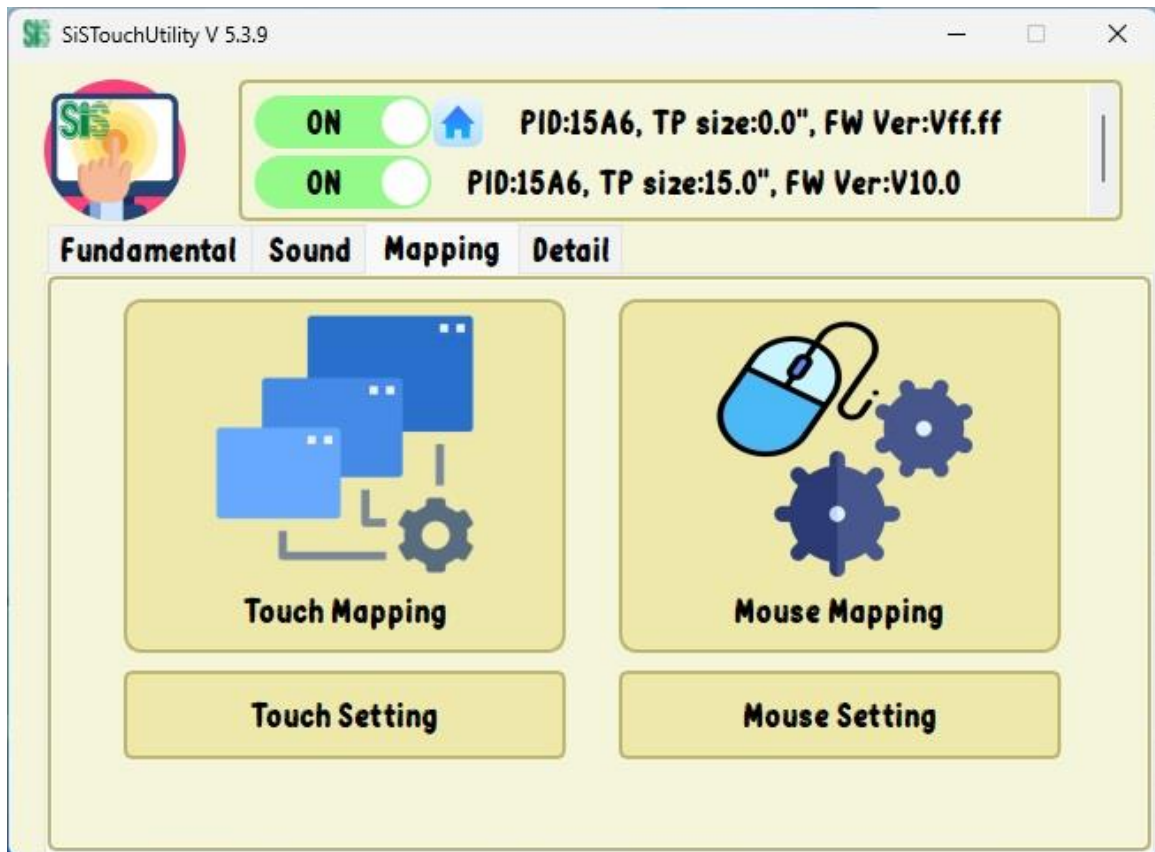 SiS SiSTouchUtility V 5.3.9
SiS
ON PID:15A6, TP size:0.0", FW Ver:Vff.ff
ON PID:15A6, TP size:15.0", FW Ver:V10.0
Fundamental Sound Mapping Detail
Touch Mapping Mouse Mapping
Touch Setting Mouse Setting